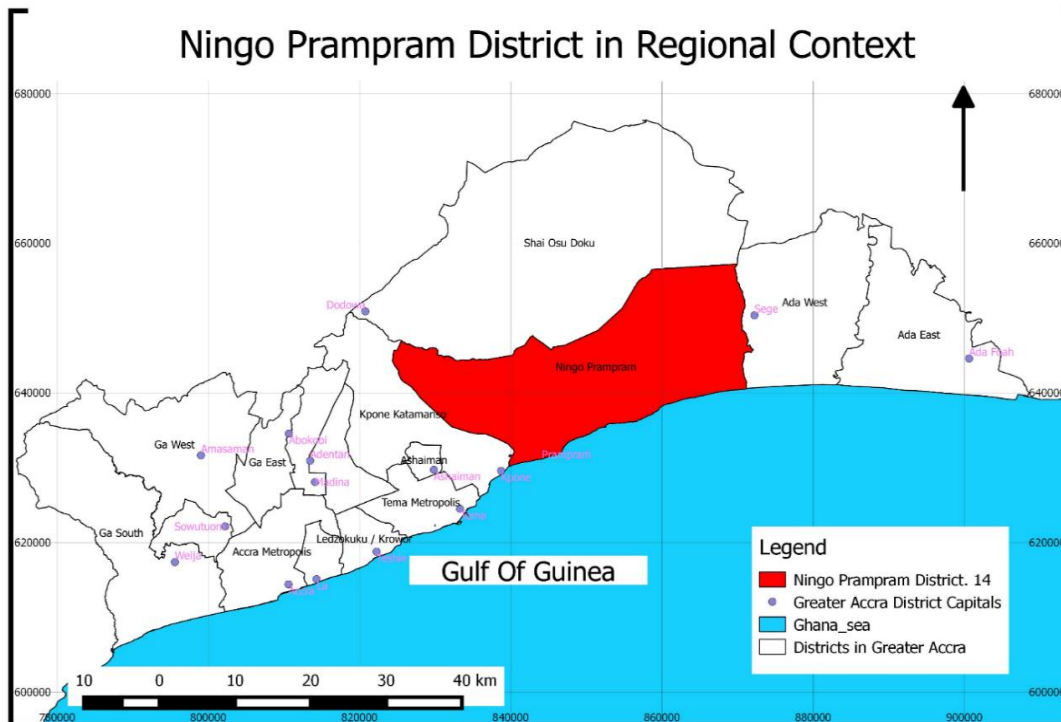 Ningo Prampram District in Regional Context
680000
680000
660000
660000
640000
640000
620000
620000
600000
600000
Shai Osu Doku
Dodowa
Sege
Ada West
Ada East
Ada Foah
Ningo Prampram
Kpone Katamanso
Ga West
Amasaman
Abokobi
Ga East
Adentan
Madina
Ashaiman
Ashaiman
Prampram
Kpone
Tema Metropolis
Tema
Ga South
Sowutuom
Weija
Accra Metropolis
Ledzokuku / Krowor
Accra
La
Gulf Of Guinea
Legend
Ningo Prampram District. 14
Greater Accra District Capitals
Ghana_sea
Districts in Greater Accra
10 0 10 20 30 40 km
780000 800000 820000 840000 860000 880000 900000